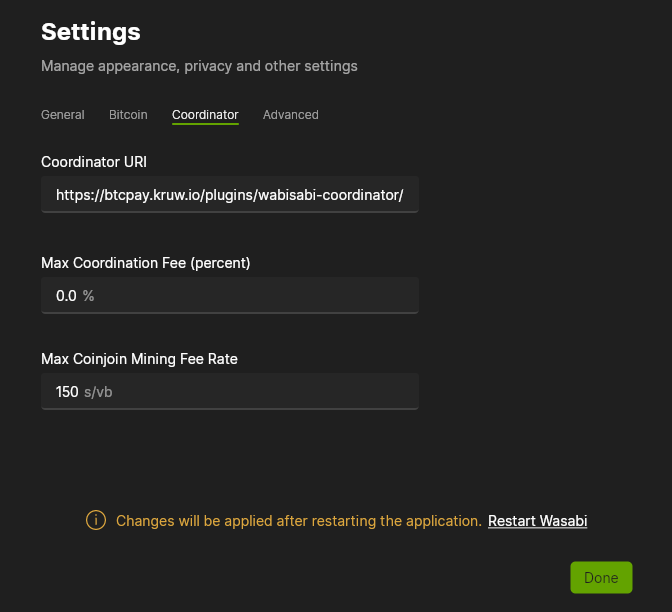 Settings
Manage appearance, privacy and other settings
General Bitcoin Coordinator Advanced
Coordinator URI
https://btcpay.kruw.io/plugins/wabisabi-coordinator/
Max Coordination Fee (percent)
0.0 %
Max Coinjoin Mining Fee Rate
150 s/vb
Changes will be applied after restarting the application. Restart Wasabi
Done